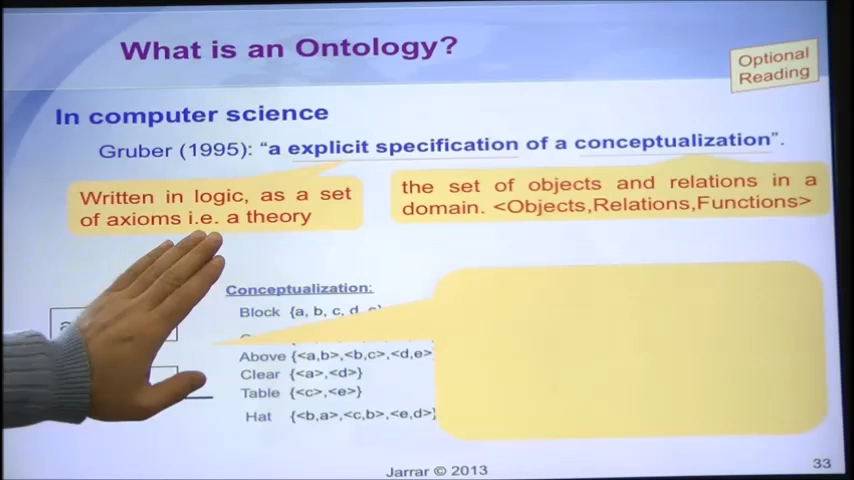 What is an Ontology?
Optional
Reading
In computer science
Gruber (1995): “a explicit specification of a conceptualization”.
Written in logic, as a set
of axioms i.e. a theory
the set of objects and relations in a
domain. <Objects,Relations,Functions>
Conceptualization:
Block {a, b, c, d
Above {<a,b>,<b,c>,<d,e>
Clear {<a>,<d>}
Table {<c>,<e>}
Hat {<b,a>,<c,b>,<e,d>}
Jarrar © 2013
33